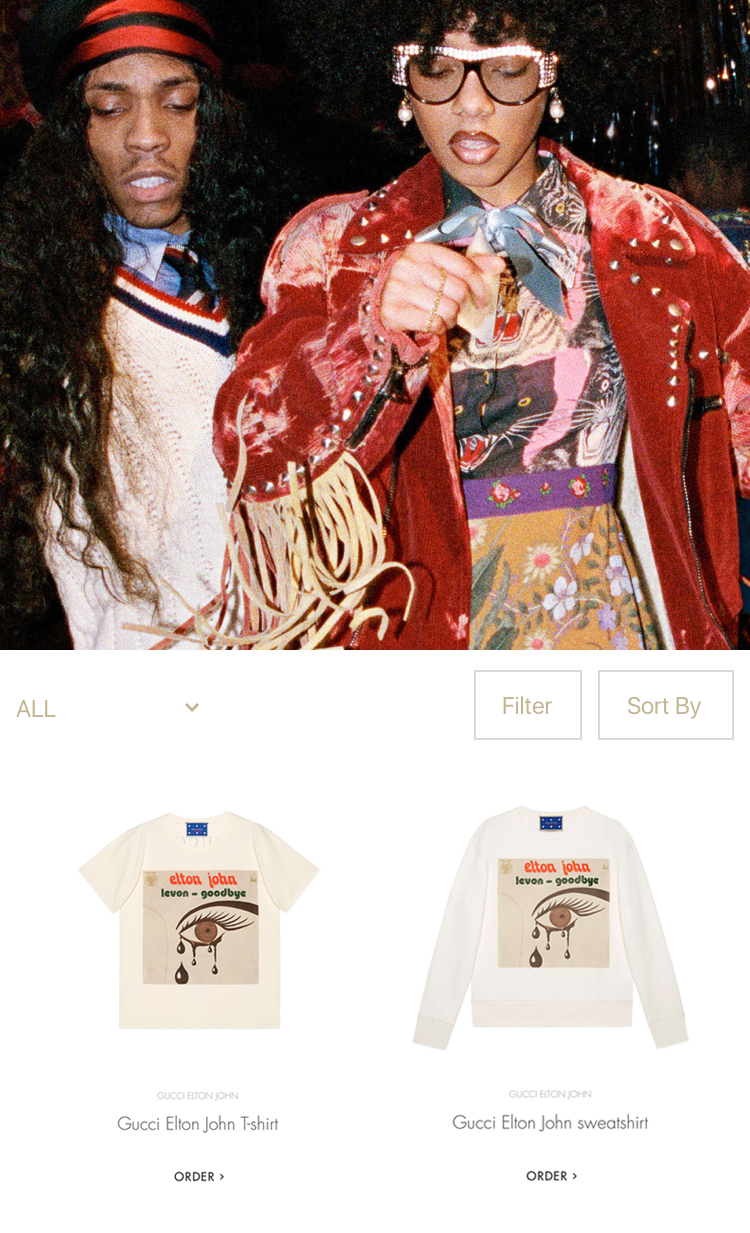 ALL
Filter
Sort By
elton john
levon – goodbye
elton john
levon – goodbye
GUCCI ELTON JOHN
Gucci Elton John T-shirt
ORDER ›
GUCCI ELTON JOHN
Gucci Elton John sweatshirt
ORDER ›